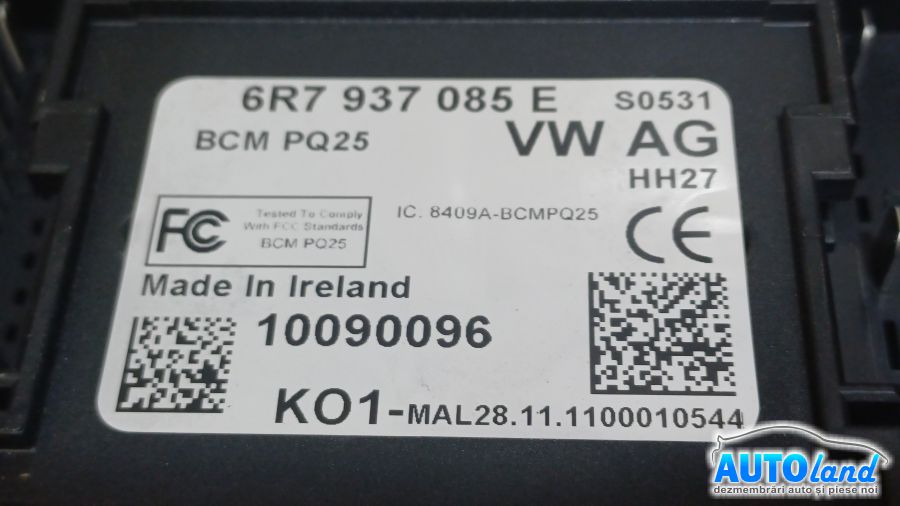 6R7 937 085 E S0531
BCM PQ25 VW AG
HH27
FC Tested To Comply
With FCC Standards
BCM PQ25
IC. 8409A-BCMPQ25
CE
Made In Ireland
10090096
KO1-MAL28.11.1100010544
AUTOland
dezmembrări auto și piese noi